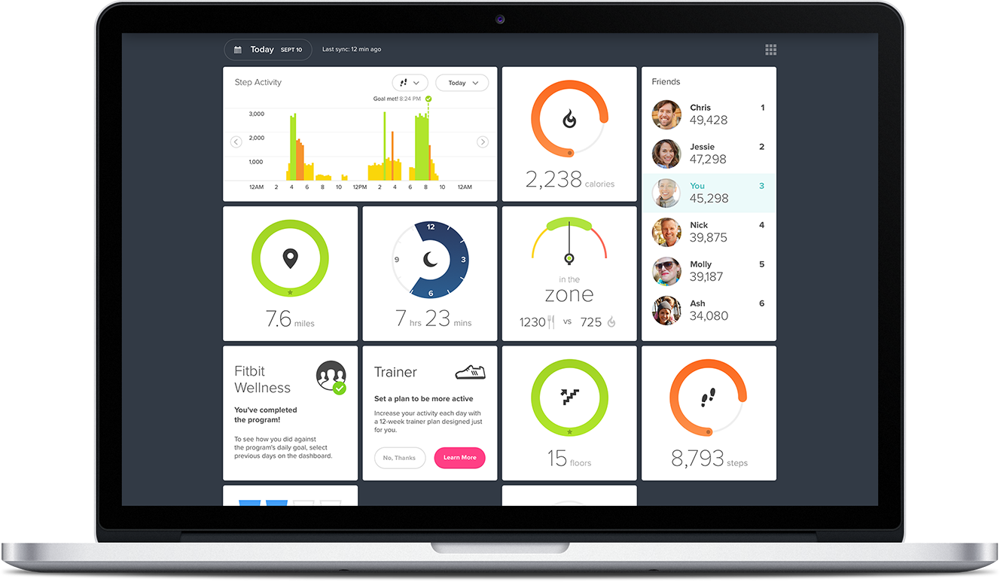 Today SEPT 10
Last sync: 12 min ago
Step Activity
Today
Goal met! 8:24 PM
3,000
2,000
1,000
12AM 2 4 6 8 10 12PM 2 4 6 8 10 12AM
2,238 calories
Friends
Chris 1
49,428
Jessie 2
47,298
You 3
45,298
Nick 4
39,875
Molly 5
39,187
Ash 6
34,080
7.6 miles
12
9 3
6
7 hrs 23 mins
in the
zone
1230 vs 725
Fitbit
Wellness
You've completed
the program!
To see how you did against
the program's daily goal, select
previous days on the dashboard.
Trainer
Set a plan to be more active
Increase your activity each day with
a 12-week trainer plan designed just
for you.
No, Thanks Learn More
15 floors
8,793 steps